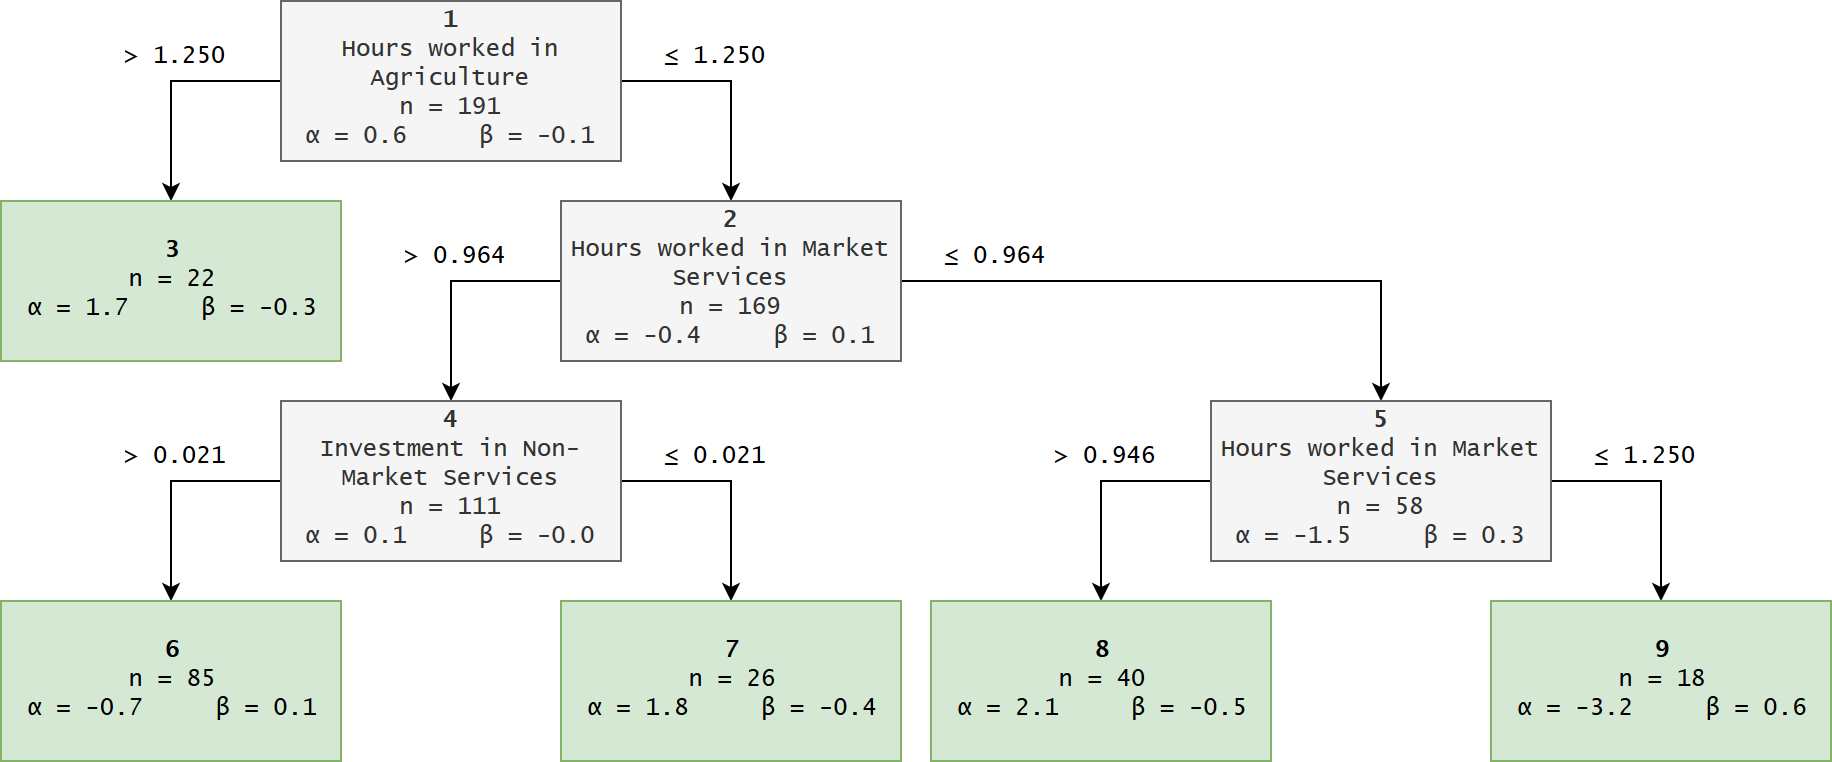 1
Hours worked in
Agriculture
n = 191
α = 0.6 β = -0.1
> 1.250
≤ 1.250
3
n = 22
α = 1.7 β = -0.3
2
Hours worked in Market
Services
n = 169
α = -0.4 β = 0.1
> 0.964
≤ 0.964
4
Investment in Non-
Market Services
n = 111
α = 0.1 β = -0.0
> 0.021
≤ 0.021
5
Hours worked in Market
Services
n = 58
α = -1.5 β = 0.3
> 0.946
≤ 1.250
6
n = 85
α = -0.7 β = 0.1
7
n = 26
α = 1.8 β = -0.4
8
n = 40
α = 2.1 β = -0.5
9
n = 18
α = -3.2 β = 0.6